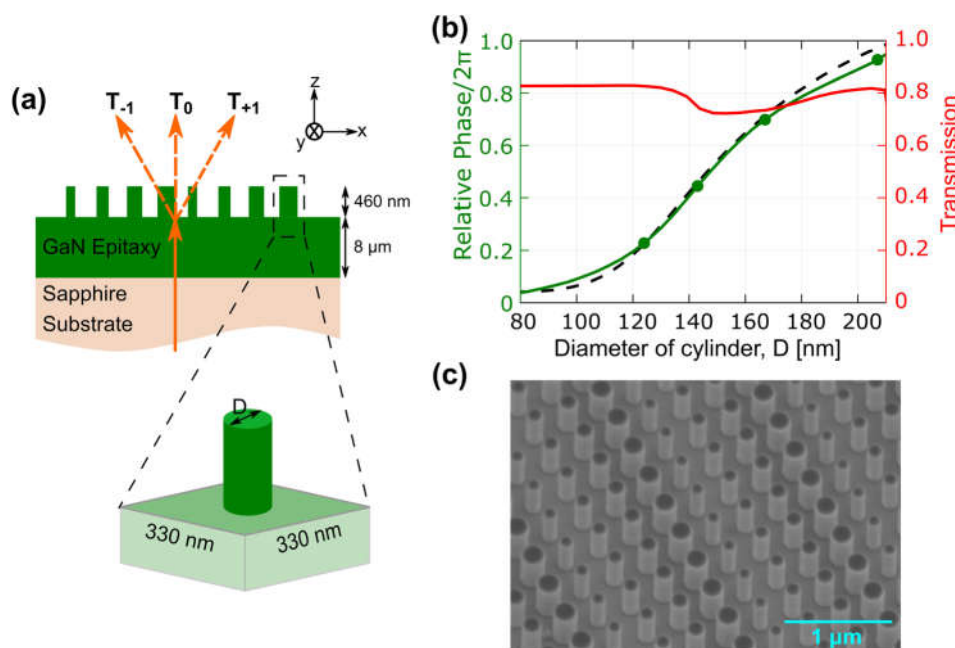 (a)
T-1
T0
T+1
z
y
x
460 nm
GaN Epitaxy
8 µm
Sapphire
Substrate
D
330 nm
330 nm
(b)
Relative Phase/2π
1.0
0.8
0.6
0.4
0.2
0
80
100
120
140
160
180
200
Diameter of cylinder, D [nm]
1.0
0.8
0.6
0.4
0.2
0
Transmission
(c)
1 µm